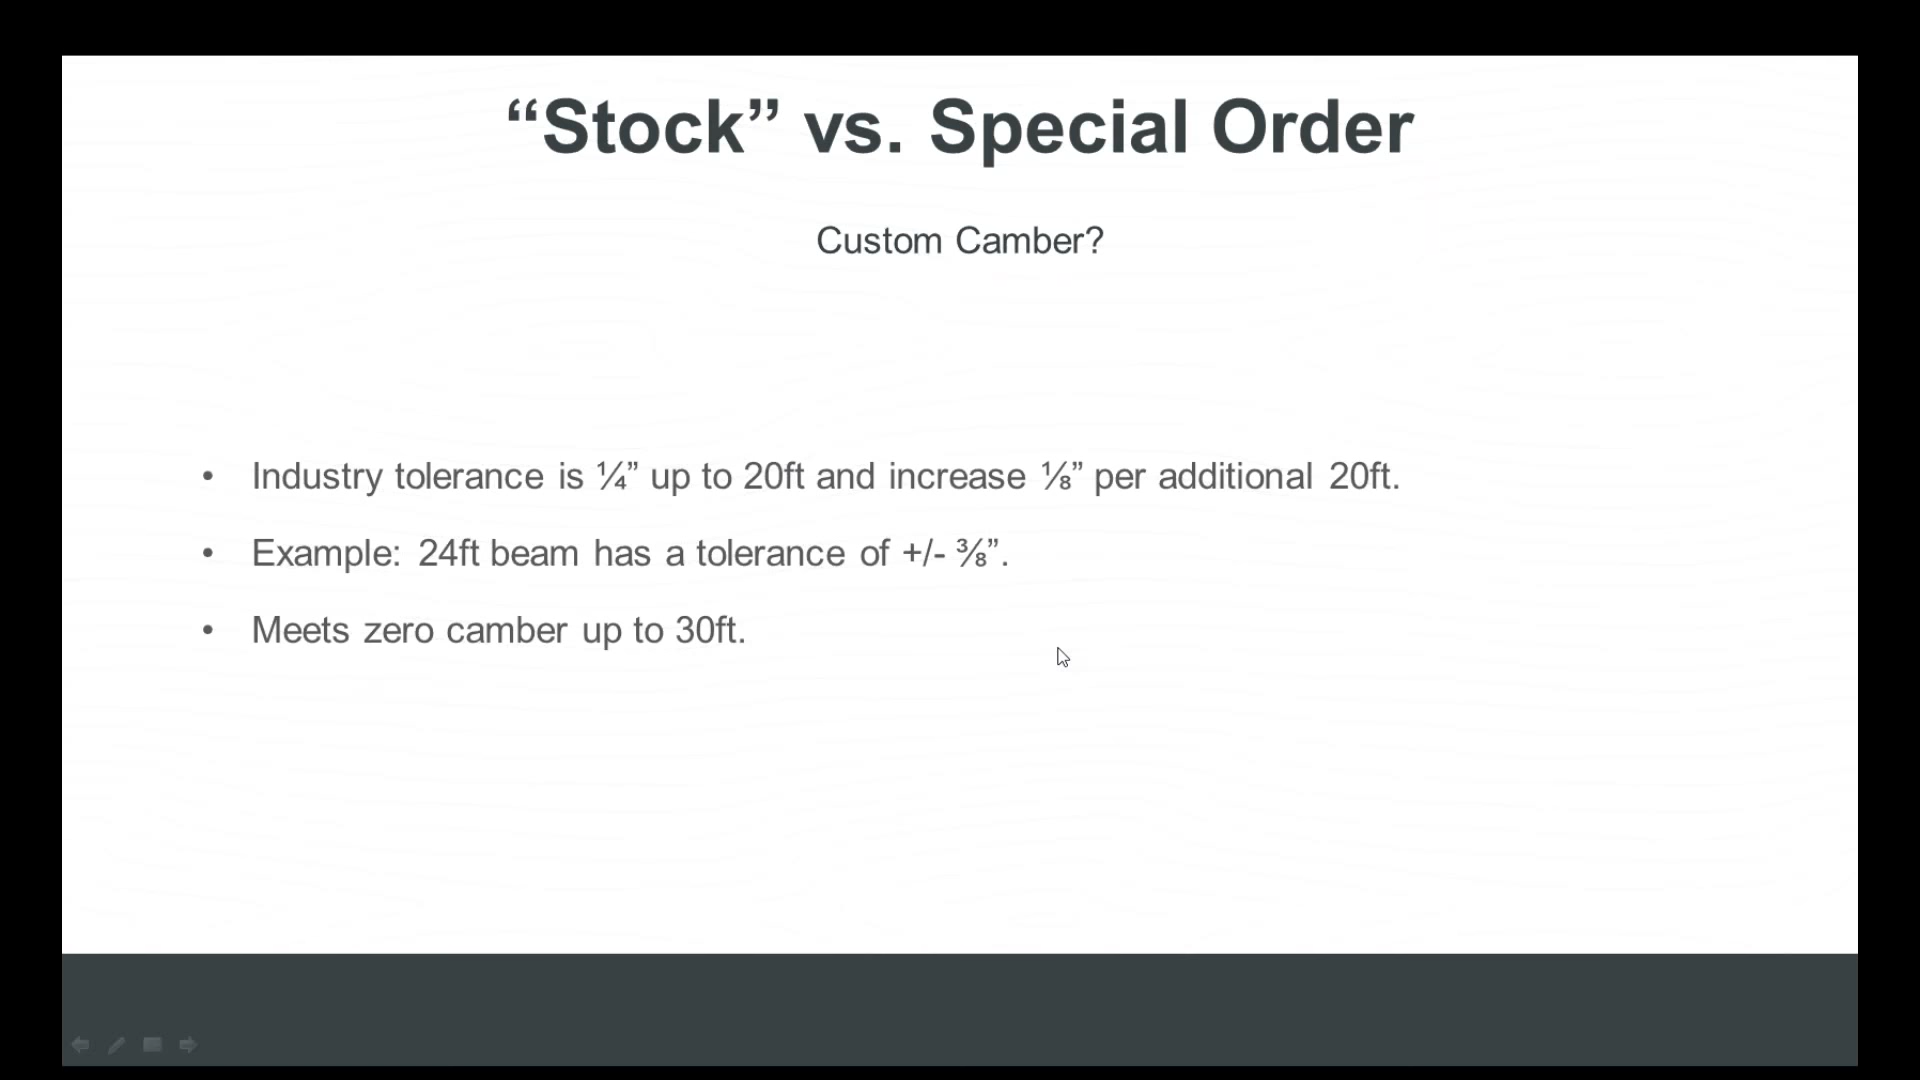 “Stock” vs. Special Order
Custom Camber?
• Industry tolerance is ¼” up to 20ft and increase ⅛” per additional 20ft.
• Example: 24ft beam has a tolerance of +/- ⅜”.
• Meets zero camber up to 30ft.